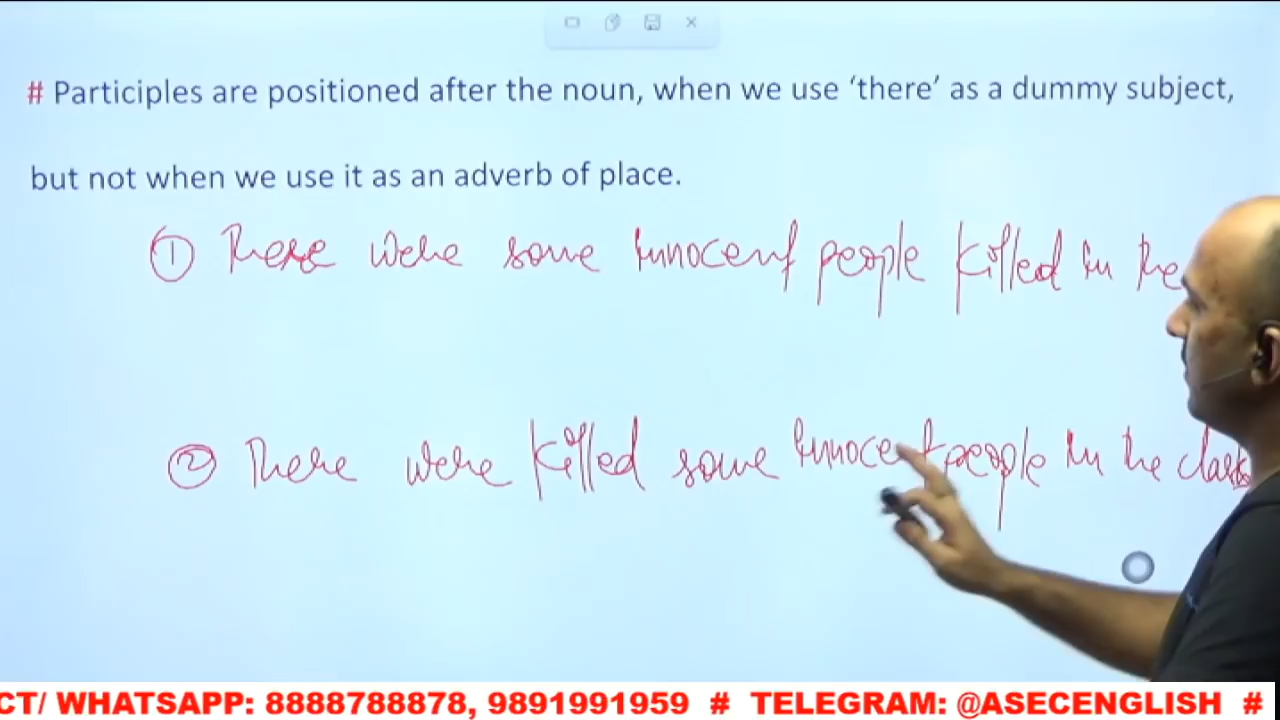 # Participles are positioned after the noun, when we use ‘there’ as a dummy subject,
but not when we use it as an adverb of place.
① There were some innocent people killed in the
② There were killed some innocent people in the
CT/ WHATSAPP: 8888788878, 9891991959 # TELEGRAM: @ASECENGLISH #